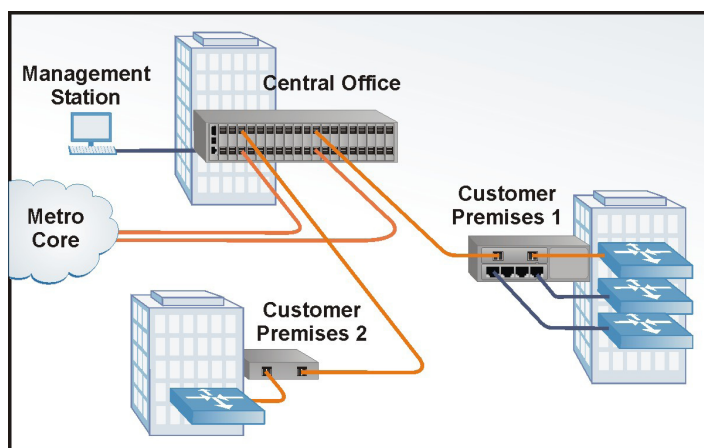 Management
Station
Central Office
Metro
Core
Customer
Premises 1
Customer
Premises 2